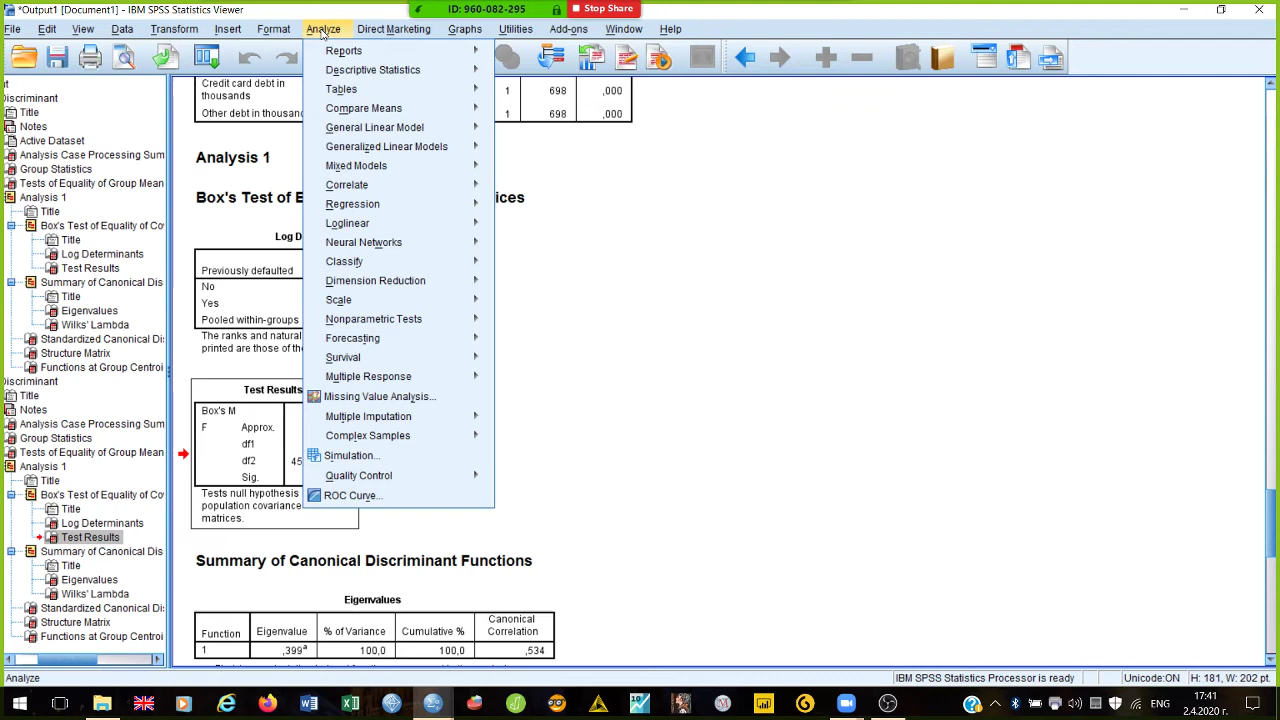 *Output1 [Document1] - IBM SPSS Statistics Viewer
ID: 960-082-295
Stop Share
File Edit View Data Transform Insert Format Analyze Direct Marketing Graphs Utilities Add-ons Window Help
Discriminant
Title
Notes
Active Dataset
Analysis Case Processing Sum
Group Statistics
Tests of Equality of Group Mean
Analysis 1
Title
Box's Test of Equality of Co
Title
Log Determinants
Test Results
Summary of Canonical Dis
Title
Eigenvalues
Wilks' Lambda
Standardized Canonical Di
Structure Matrix
Functions at Group Centroi
Discriminant
Title
Notes
Analysis Case Processing Sum
Group Statistics
Tests of Equality of Group Mean
Analysis 1
Title
Box's Test of Equality of Co
Title
Log Determinants
Test Results
Summary of Canonical Dis
Title
Eigenvalues
Wilks' Lambda
Standardized Canonical Di
Structure Matrix
Functions at Group Centroi
Reports
Descriptive Statistics
Tables
Compare Means
General Linear Model
Generalized Linear Models
Mixed Models
Correlate
Regression
Loglinear
Neural Networks
Classify
Dimension Reduction
Scale
Nonparametric Tests
Forecasting
Survival
Multiple Response
Missing Value Analysis...
Multiple Imputation
Complex Samples
Simulation...
Quality Control
ROC Curve...
Credit card debt in
thousands 1 698 ,000
Other debt in thousan 1 698 ,000
Analysis 1
Box's Test of E ces
Log D
Previously defaulted
No
Yes
Pooled within-groups
The ranks and natural
printed are those of the
Test Results
Box's M
F Approx.
df1
df2 45
Sig.
Tests null hypothesis
population covariance
matrices.
Summary of Canonical Discriminant Functions
Eigenvalues
Function Eigenvalue % of Variance Cumulative % Canonical
Correlation
1 ,399a 100,0 100,0 ,534
Analyze
IBM SPSS Statistics Processor is ready
Unicode:ON
H: 181, W: 202 pt.
17:41
2.4.2020 г.